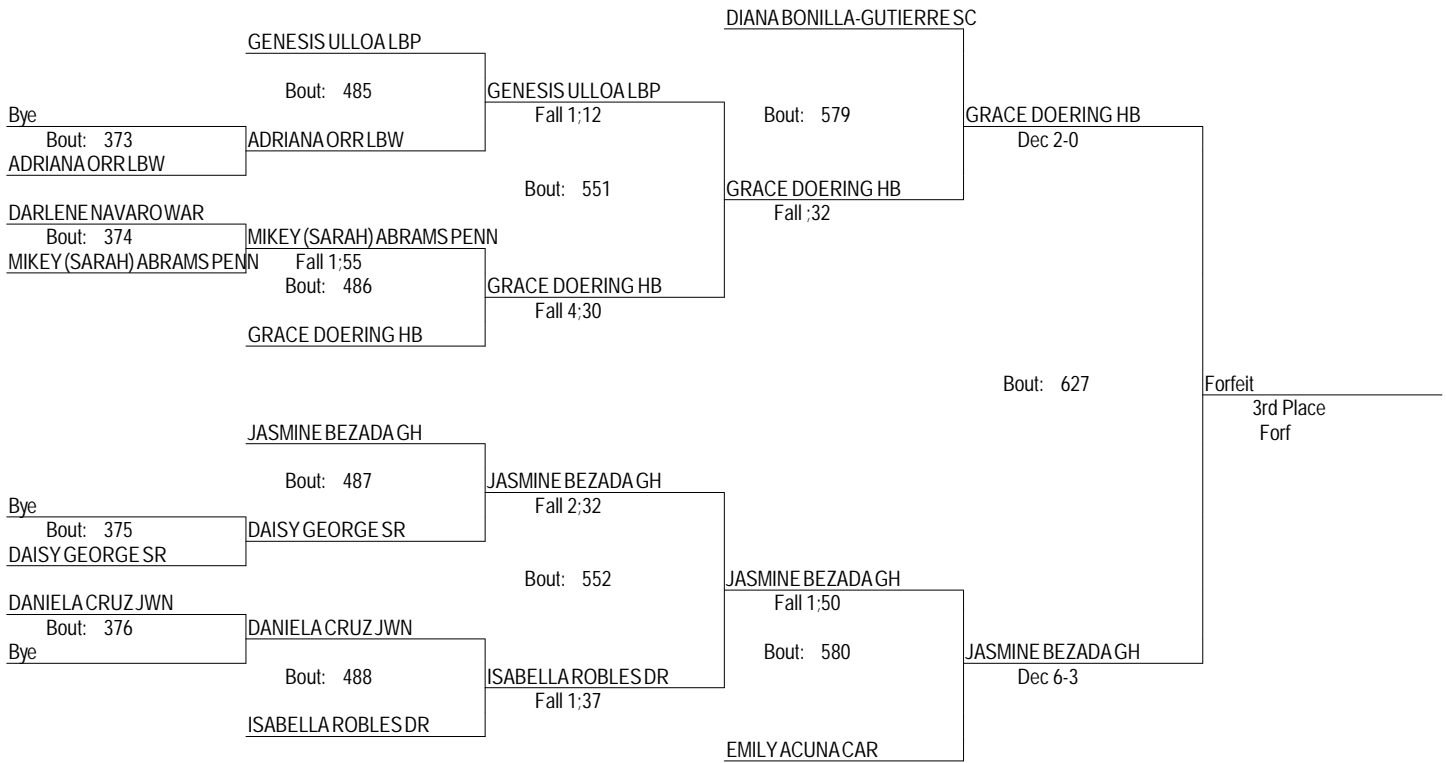 DIANA BONILLA-GUTIERRE SC
GENESIS ULLOA LBP
Bout: 485
GENESIS ULLOA LBP
Fall 1;12
Bout: 579
GRACE DOERING HB
Dec 2-0
Bye
Bout: 373
ADRIANA ORR LBW
ADRIANA ORR LBW
Bout: 551
GRACE DOERING HB
Fall ;32
DARLENE NAVARO WAR
Bout: 374
MIKEY (SARAH) ABRAMS PENN
MIKEY (SARAH) ABRAMS PENN
Fall 1;55
Bout: 486
GRACE DOERING HB
Fall 4;30
GRACE DOERING HB
Bout: 627
Forfeit
3rd Place
Forf
JASMINE BEZADA GH
Bout: 487
JASMINE BEZADA GH
Fall 2;32
Bye
Bout: 375
DAISY GEORGE SR
DAISY GEORGE SR
Bout: 552
JASMINE BEZADA GH
Fall 1;50
DANIELA CRUZ JWN
Bout: 376
Bye
DANIELA CRUZ JWN
Bout: 488
ISABELLA ROBLES DR
Fall 1;37
Bout: 580
JASMINE BEZADA GH
Dec 6-3
ISABELLA ROBLES DR
EMILY ACUNA CAR